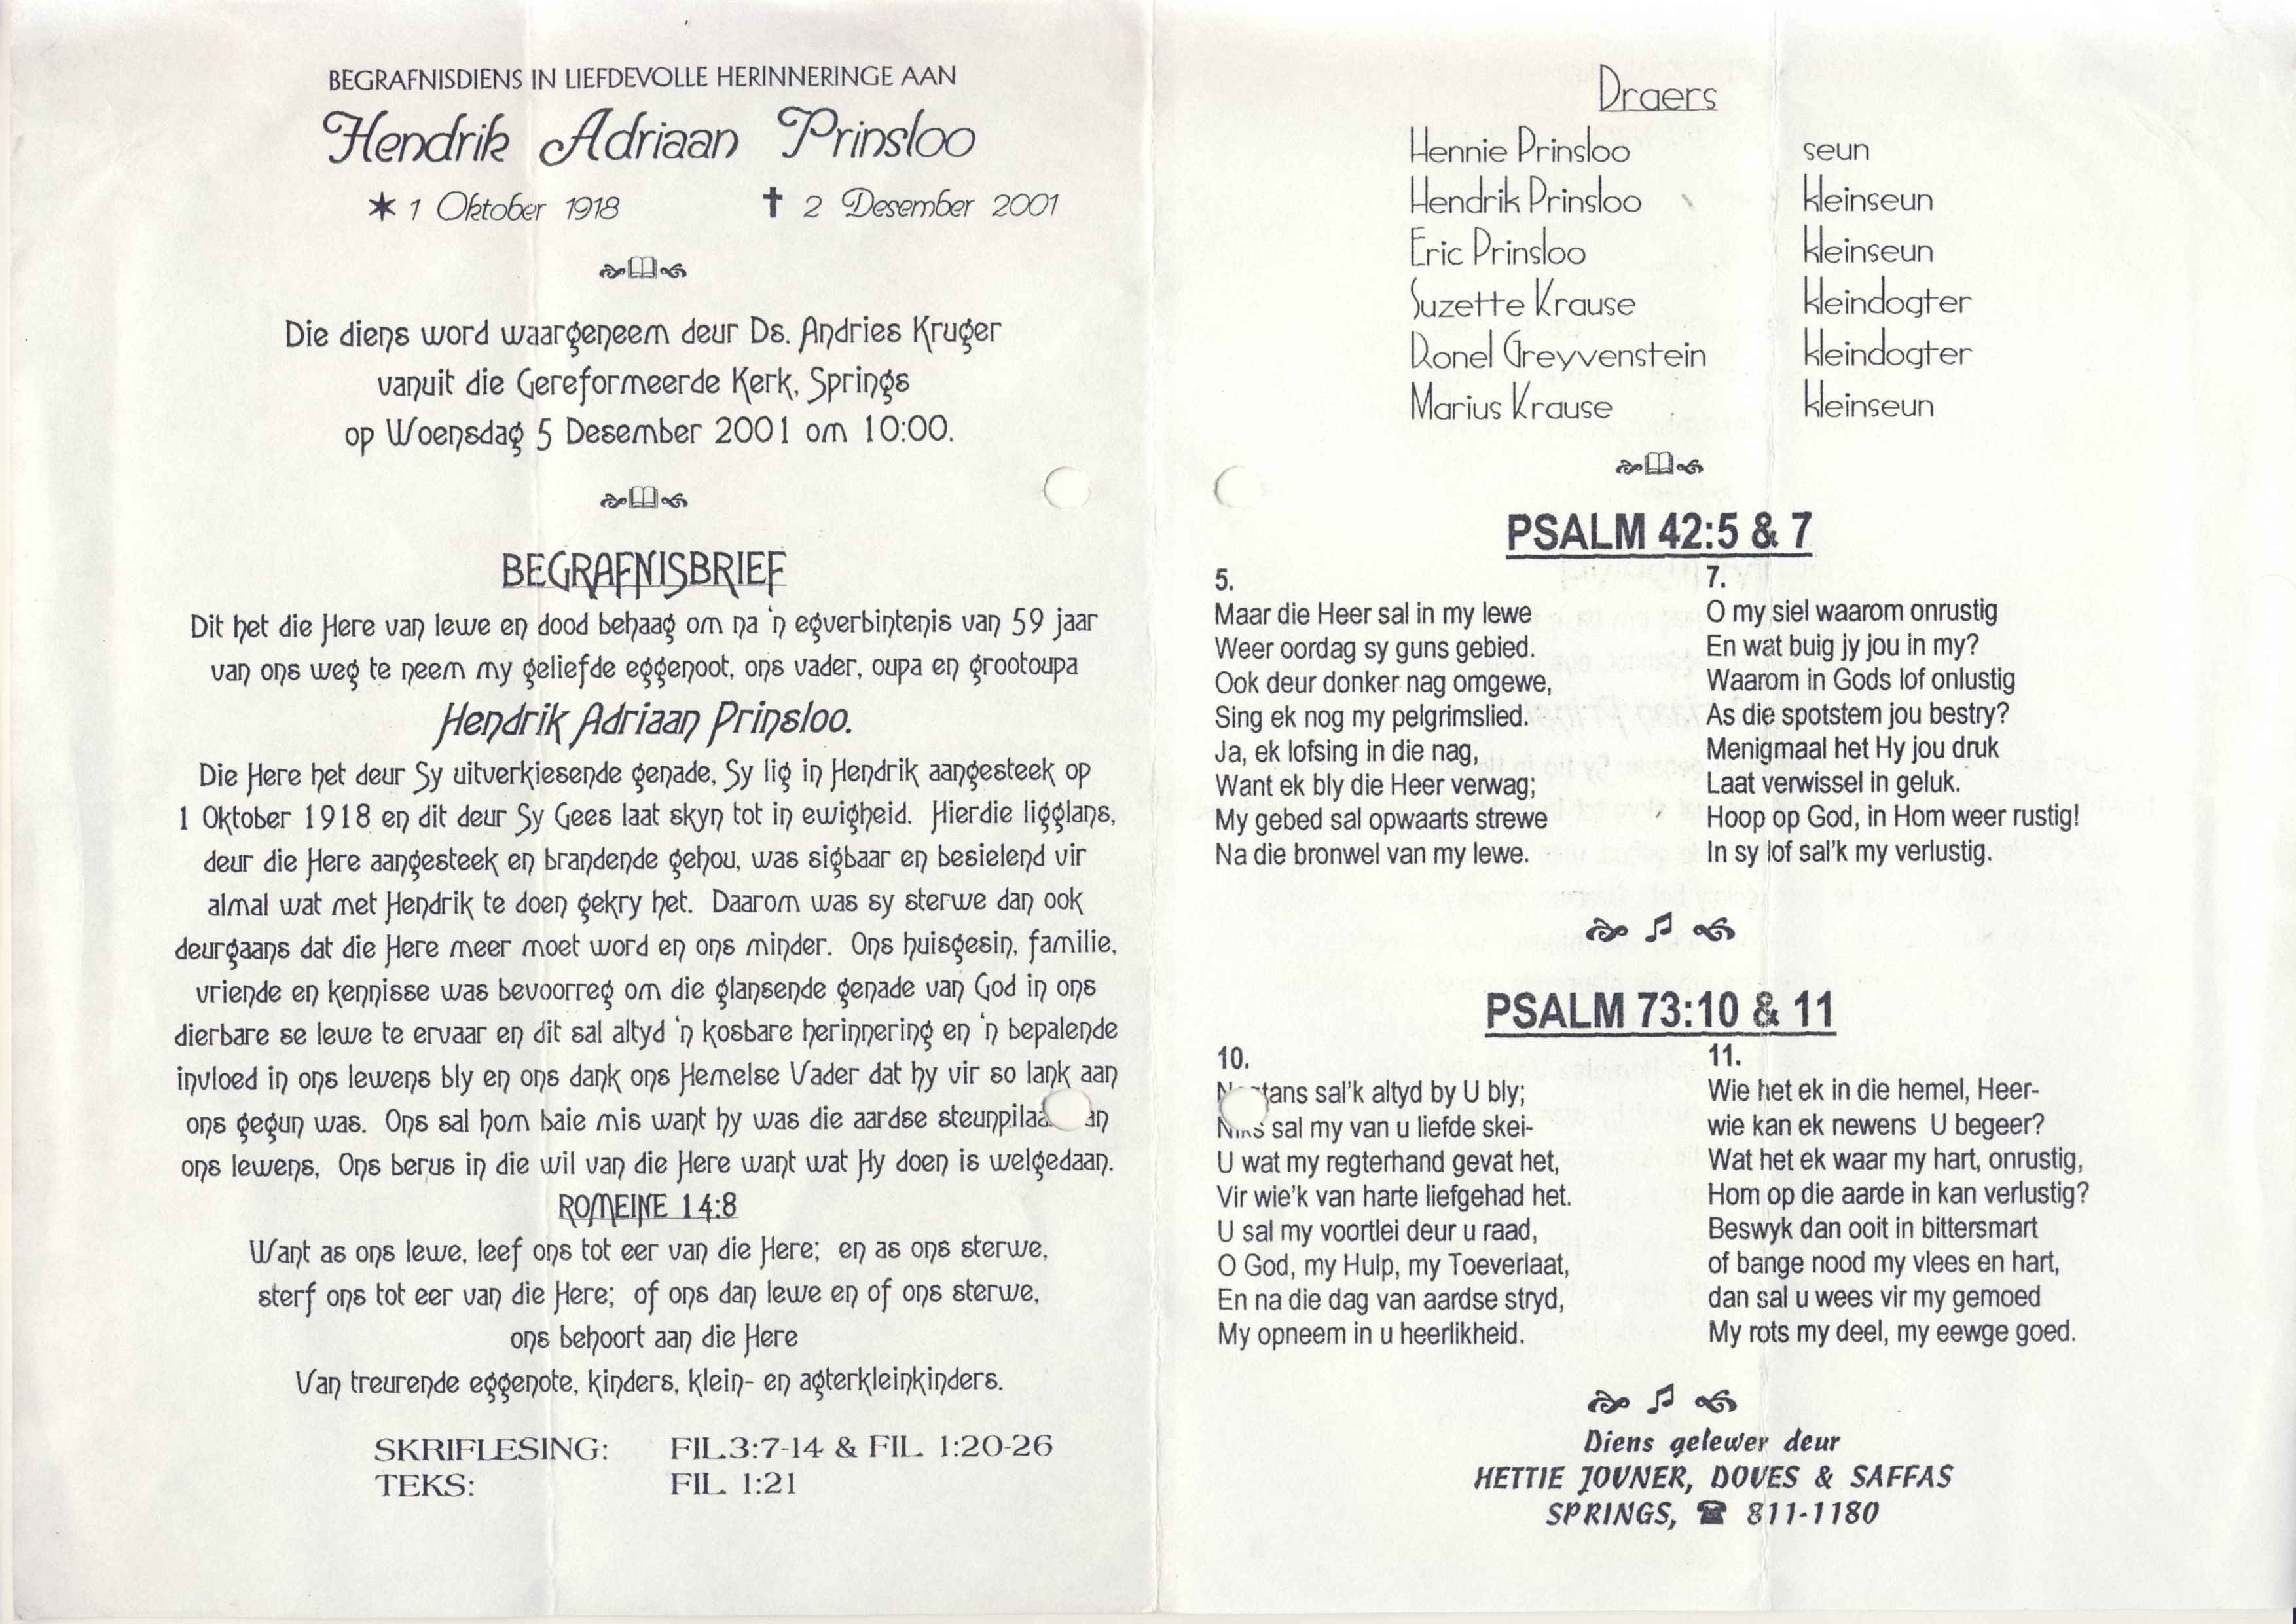 BEGRAFNISDIENS IN LIEFDEVOLLE HERINNERINGE AAN
Hendrik Adriaan Prinsloo
✶ 1 Oktober 1918 ✝ 2 Desember 2001
Die diens word waargeneem deur Ds. Andries Kruger
vanuit die Gereformeerde Kerk, Springs
op Woensdag 5 Desember 2001 om 10:00.
BEGRAFNISBRIEF
Dit het die Here van lewe en dood behaag om na 'n egverbintenis van 59 jaar
van ons weg te neem my geliefde eggenoot, ons vader, oupa en grootoupa
Hendrik Adriaan Prinsloo.
Die Here het deur Sy uitverkiesende genade, Sy lig in Hendrik aangesteek op
1 Oktober 1918 en dit deur Sy Gees laat skyn tot in ewigheid. Hierdie ligglans,
deur die Here aangesteek en brandende gehou, was sigbaar en besielend vir
almal wat met Hendrik te doen gekry het. Daarom was sy sterwe dan ook
deurgaans dat die Here meer moet word en ons minder. Ons huisgesin, familie,
vriende en kennisse was bevoorreg om die glansende genade van God in ons
dierbare se lewe te ervaar en dit sal altyd 'n kosbare herinnering en 'n bepalende
invloed in ons lewens bly en ons dank ons Hemelse Vader dat hy vir so lank aan
ons gegun was. Ons sal hom baie mis want hy was die aardse
ons lewens, Ons berus in die wil van die Here want wat Hy doen is welgedaan.
ROMEINE 14:8
Want as ons lewe, leef ons tot eer van die Here; en as ons sterwe,
sterf ons tot eer van die Here; of ons dan lewe en of ons sterwe,
ons behoort aan die Here
Van treurende eggenote, kinders, klein- en agterkleinkinders.
SKRIFLESING: FIL.3:7-14 & FIL. 1:20-26
TEKS: FIL. 1:21
Draers
Hennie Prinsloo seun
Hendrik Prinsloo kleinseun
Eric Prinsloo kleinseun
Suzette Krause kleindogter
Ronel Greyvenstein kleindogter
Marius Krause kleinseun
PSALM 42:5 & 7
5.
Maar die Heer sal in my lewe
Weer oordag sy guns gebied.
Ook deur donker nag omgewe,
Sing ek nog my pelgrimslied.
Ja, ek lofsing in die nag,
Want ek bly die Heer verwag;
My gebed sal opwaarts strewe
Na die bronwel van my lewe.
7.
O my siel waarom onrustig
En wat buig jy jou in my?
Waarom in Gods lof onlustig
As die spotstem jou bestry?
Menigmaal het Hy jou druk
Laat verwissel in geluk.
Hoop op God, in Hom weer rustig!
In sy lof sal'k my verlustig.
PSALM 73:10 & 11
10.
sal'k altyd by U bly;
Niks sal my van u liefde skei-
U wat my regterhand gevat het,
Vir wie'k van harte liefgehad het.
U sal my voortlei deur u raad,
O God, my Hulp, my Toeverlaat,
En na die dag van aardse stryd,
My opneem in u heerlikheid.
11.
Wie het ek in die hemel, Heer-
wie kan ek newens U begeer?
Wat het ek waar my hart, onrustig,
Hom op die aarde in kan verlustig?
Beswyk dan ooit in bittersmart
of bange nood my vlees en hart,
dan sal u wees vir my gemoed
My rots my deel, my eewge goed.
Diens gelewer deur
HETTIE JOUNER, DOVES & SAFFAS
SPRINGS, ☎ 811-1180